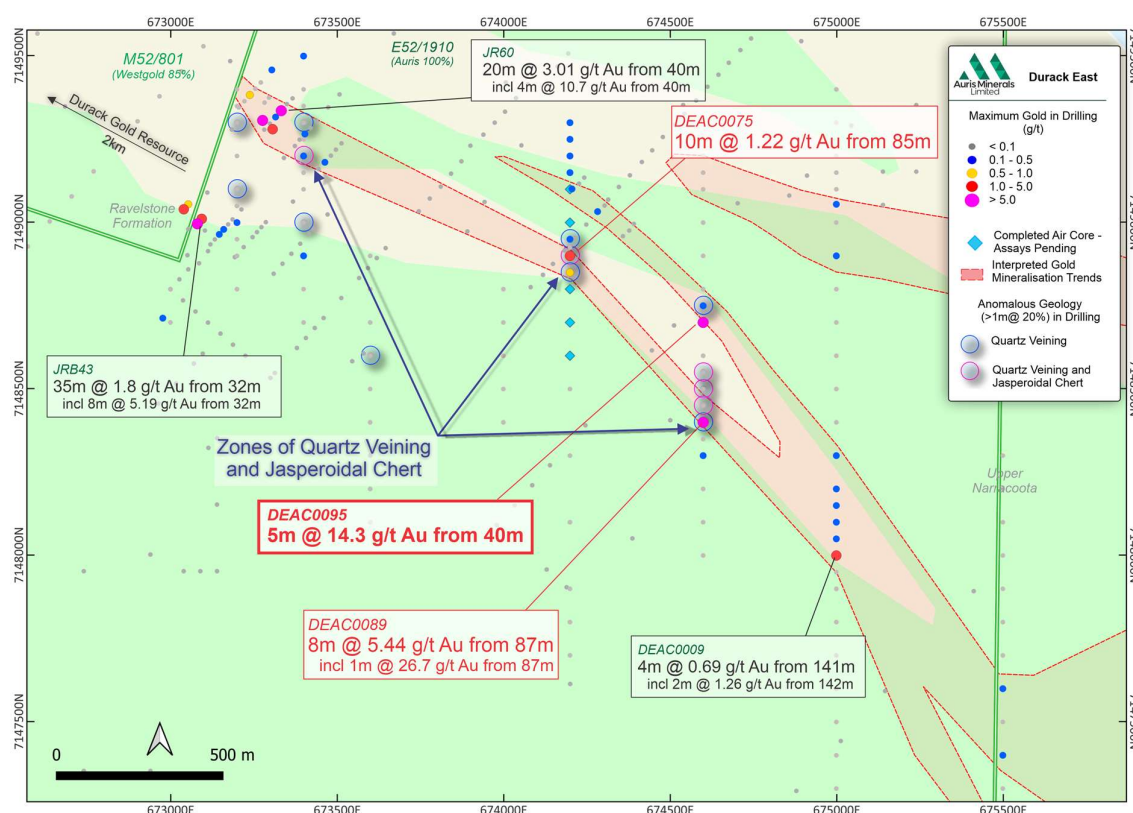 673000E
673500E
674000E
674500E
675000E
675500E
7149500N
7149000N
7148500N
7148000N
7147500N
M52/801
(Westgold 85%)
E52/1910
(Auris 100%)
JR60
20m @ 3.01 g/t Au from 40m
incl 4m @ 10.7 g/t Au from 40m
Durack Gold Resource
2km
DEAC0075
10m @ 1.22 g/t Au from 85m
Ravelstone
Formation
JRB43
35m @ 1.8 g/t Au from 32m
incl 8m @ 5.19 g/t Au from 32m
Zones of Quartz Veining
and Jasperoidal Chert
DEAC0095
5m @ 14.3 g/t Au from 40m
DEAC0089
8m @ 5.44 g/t Au from 87m
incl 1m @ 26.7 g/t Au from 87m
DEAC0009
4m @ 0.69 g/t Au from 141m
incl 2m @ 1.26 g/t Au from 142m
Upper
Narracoota
Auris Minerals
Limited
Durack East
Maximum Gold in Drilling
(g/t)
< 0.1
0.1 - 0.5
0.5 - 1.0
1.0 - 5.0
> 5.0
Completed Air Core -
Assays Pending
Interpreted Gold
Mineralisation Trends
Anomalous Geology
(>1m@ 20%) in Drilling
Quartz Veining
Quartz Veining and
Jasperoidal Chert
0
500 m
673000E
673500E
674000E
674500E
675000E
675500E